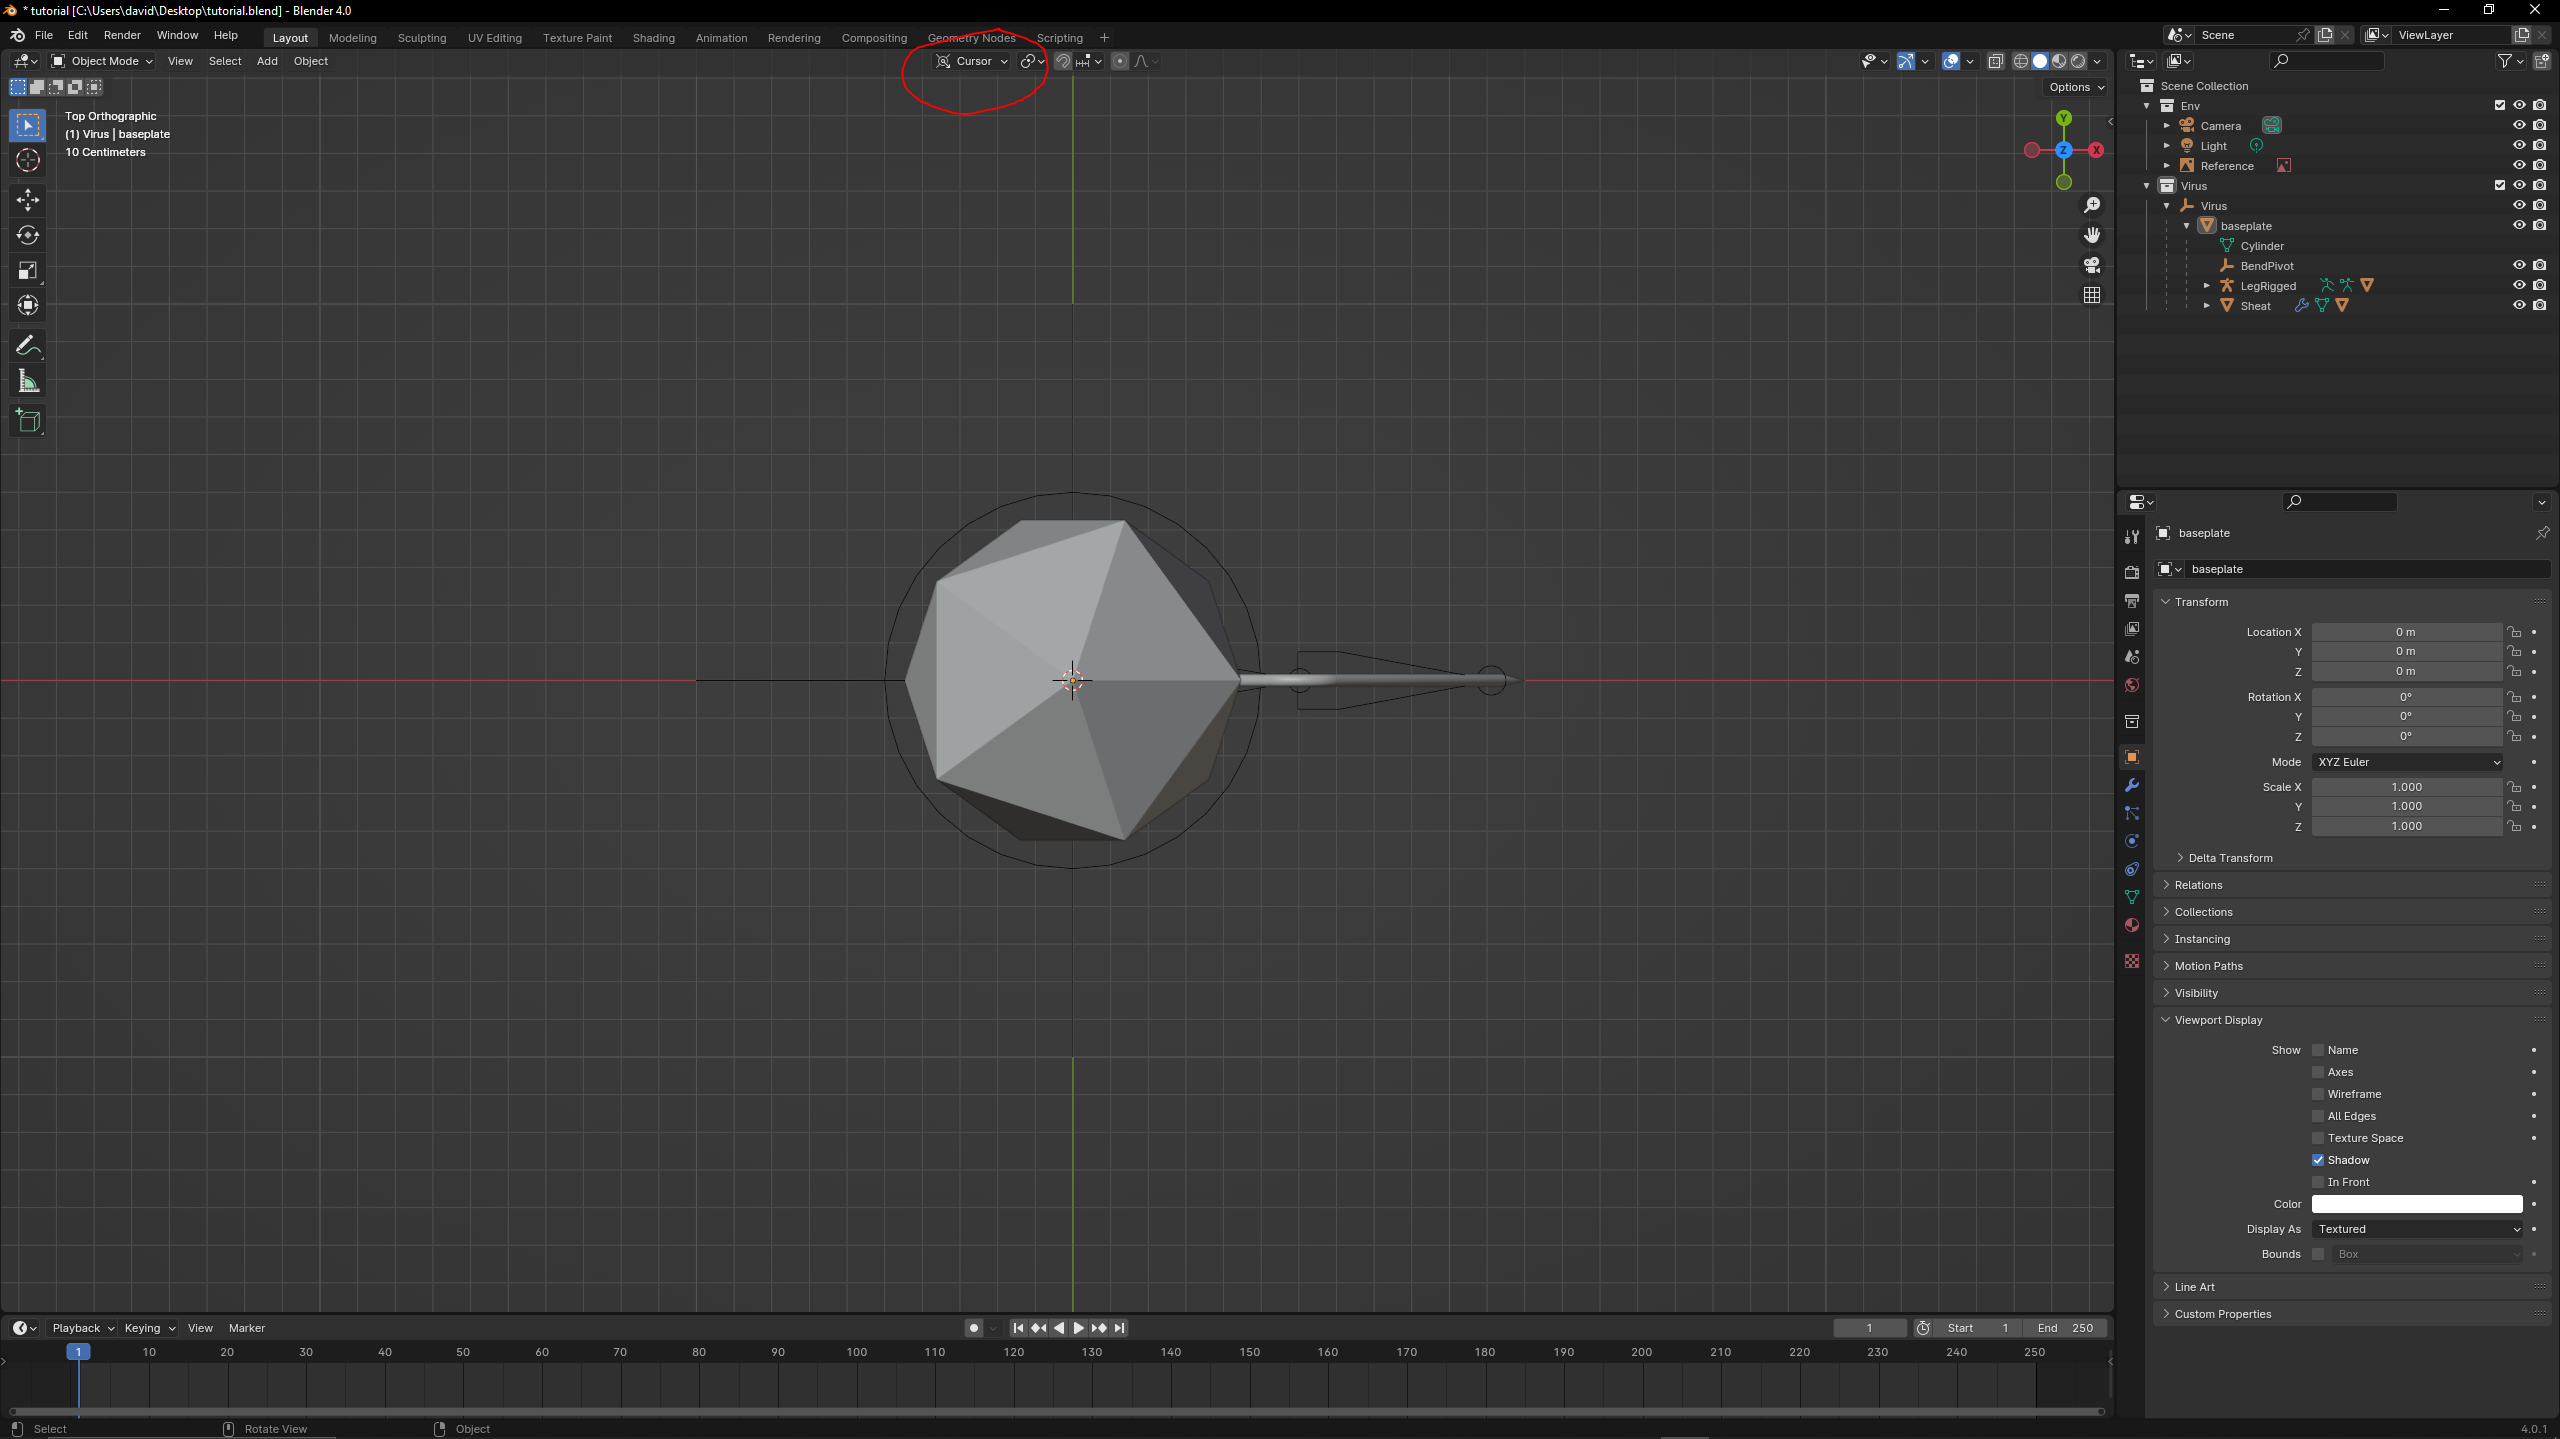 * tutorial [C:\Users\david\Desktop\tutorial.blend] - Blender 4.0
File Edit Render Window Help Layout Modeling Sculpting UV Editing Texture Paint Shading Animation Rendering Compositing Geometry Nodes Scripting + Scene ViewLayer
Object Mode View Select Add Object Cursor
Options
Top Orthographic
(1) Virus | baseplate
10 Centimeters
Y
Z X
Scene Collection
Env
Camera
Light
Reference
Virus
Virus
baseplate
Cylinder
BendPivot
LegRigged
Sheat
baseplate
baseplate
Transform
Location X 0 m
Y 0 m
Z 0 m
Rotation X 0°
Y 0°
Z 0°
Mode XYZ Euler
Scale X 1.000
Y 1.000
Z 1.000
Delta Transform
Relations
Collections
Instancing
Motion Paths
Visibility
Viewport Display
Show Name
Axes
Wireframe
All Edges
Texture Space
Shadow
In Front
Color
Display As Textured
Bounds Box
Line Art
Custom Properties
Playback Keying View Marker 1 Start 1 End 250
1 10 20 30 40 50 60 70 80 90 100 110 120 130 140 150 160 170 180 190 200 210 220 230 240 250
Select Rotate View Object 4.0.1